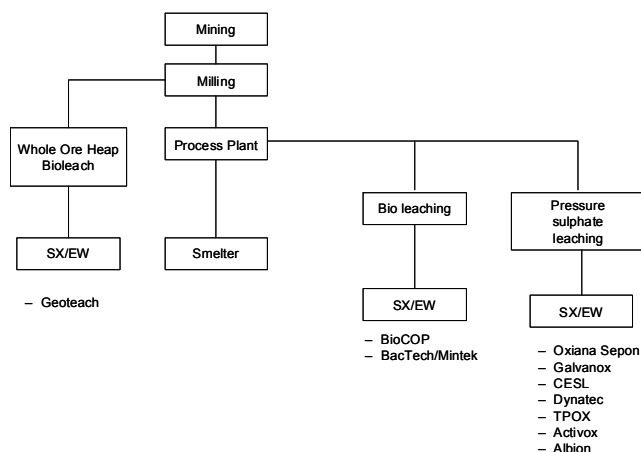 Mining
Milling
Whole Ore Heap
Bioleach
Process Plant
Bio leaching
Pressure
sulphate
leaching
SX/EW
Smelter
SX/EW
SX/EW
– Geoteach
– BioCOP
– BacTech/Mintek
– Oxiana Sepon
– Galvanox
– CESL
– Dynatec
– TPOX
– Activox
– Albion